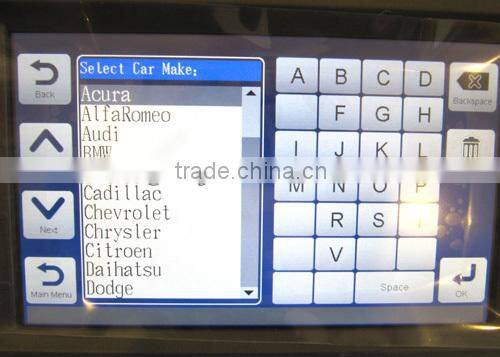 Select Car Make:
Acura
AlfaRomeo
Audi
BMW
Cadillac
Chevrolet
Chrysler
Citroen
Daihatsu
Dodge
Back
Next
Main Menu
A B C D
F G H
I J K L
M N O P
R S
V
Space
Backspace
OK
trade.china.cn